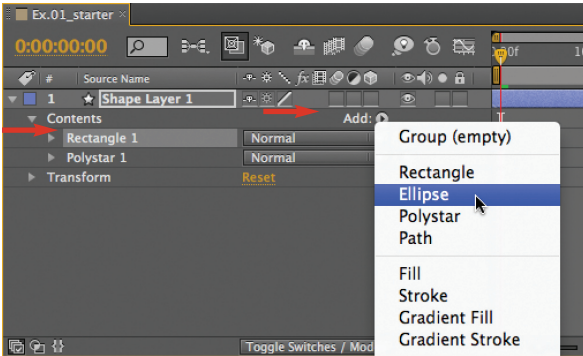 Ex.01_starter ×
0:00:00:00
00f 1
# Source Name
1 Shape Layer 1
Contents Add:
Rectangle 1 Normal
Polystar 1 Normal
Transform Reset
Group (empty)
Rectangle
Ellipse
Polystar
Path
Fill
Stroke
Gradient Fill
Gradient Stroke
Toggle Switches / Mod